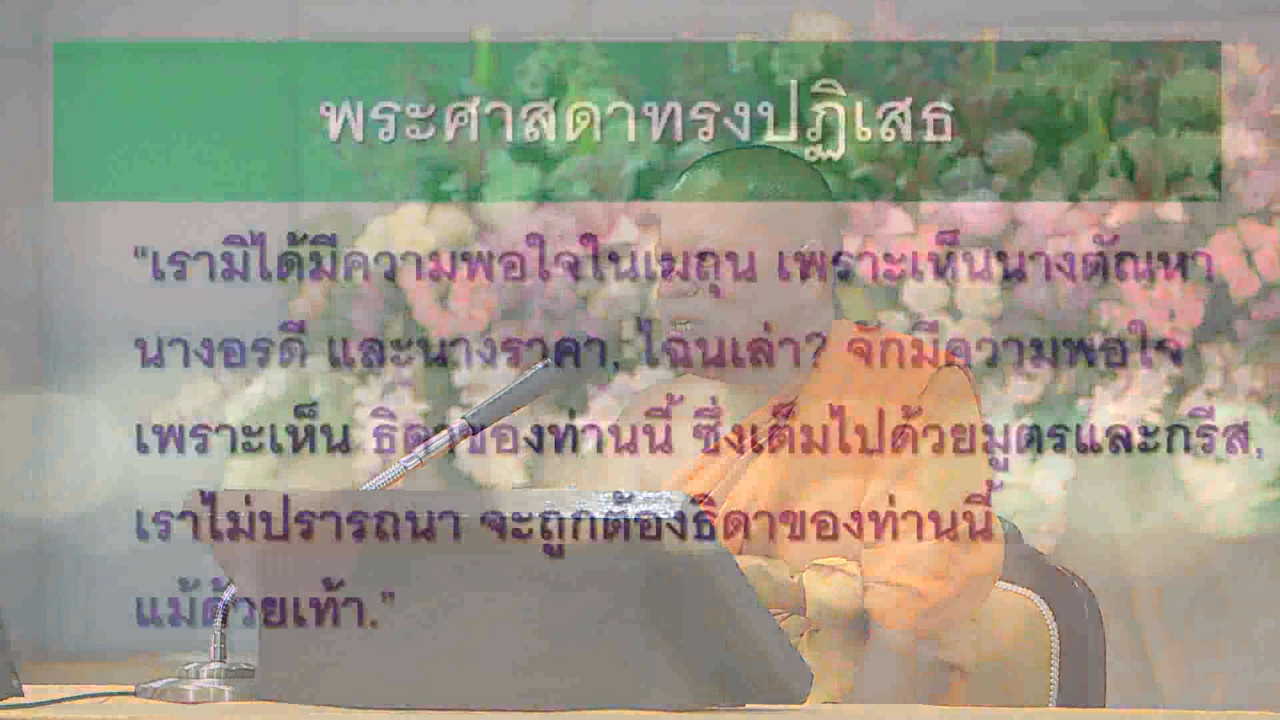 พระศาสดาทรงปฏิเสธ
"เรามิได้มีความพอใจในเมถุน เพราะเห็นนางตัณหา
นางอรดี และนางราคา, ไฉนเล่า? จักมีความพอใจ
เพราะเห็น ธิดาของท่านนี้ ซึ่งเต็มไปด้วยมูตรและกรีส,
เราไม่ปรารถนา จะถูกต้องธิดาของท่านนี้
แม้ด้วยเท้า."